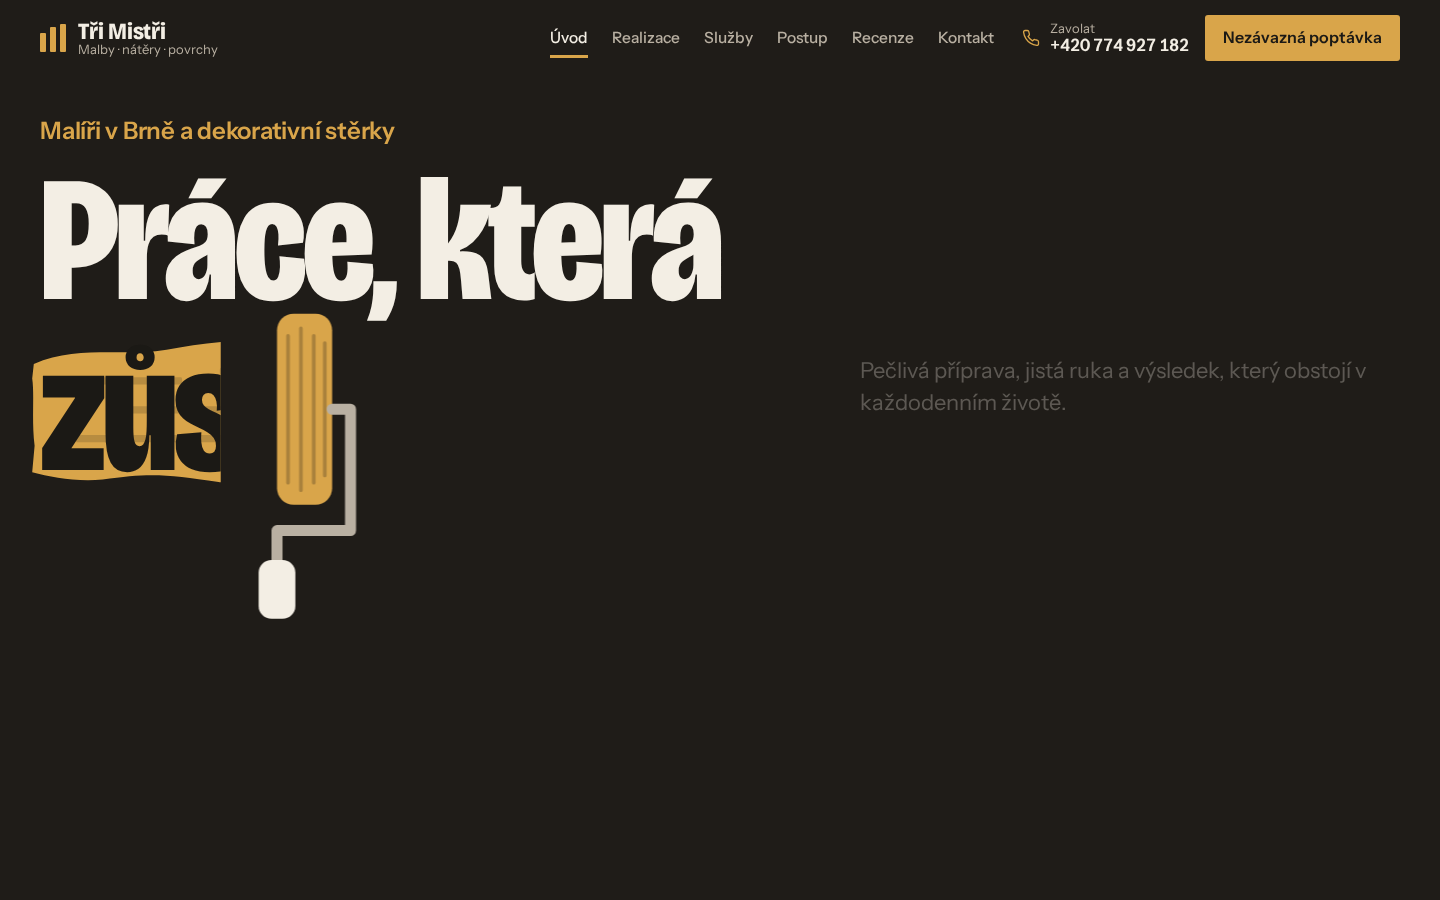 Tři Mistři
Malby · nátěry · povrchy
Úvod
Realizace
Služby
Postup
Recenze
Kontakt
Zavolat
+420 774 927 182
Nezávazná poptávka
Malíři v Brně a dekorativní stěrky
Práce, která
zůs
Pečlivá příprava, jistá ruka a výsledek, který obstojí v
každodenním životě.